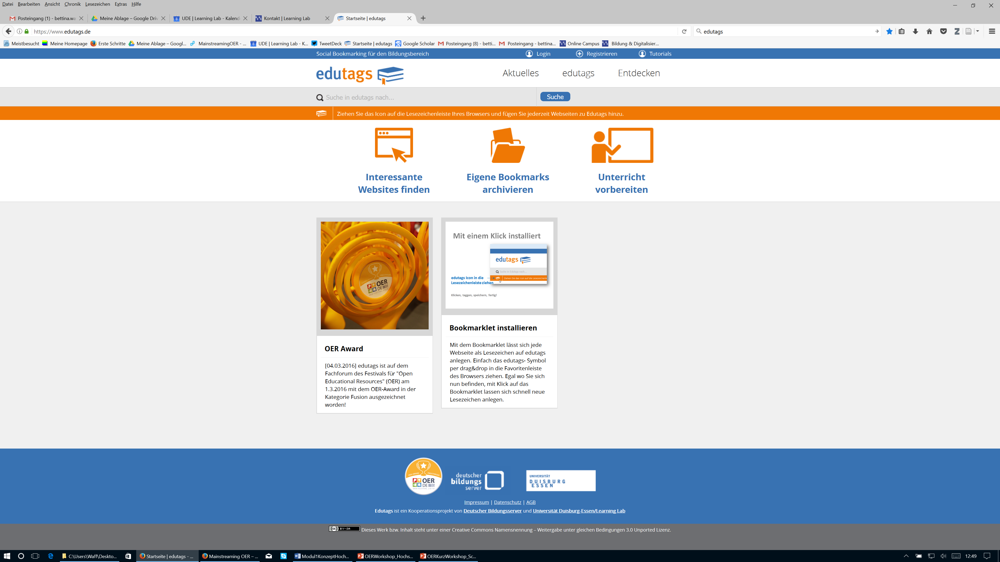 Datei Bearbeiten Ansicht Chronik Lesezeichen Extras Hilfe
Posteingang (1) - bettina.wa
Meine Ablage – Google Driv
8 UDE | Learning Lab - Kalend
Kontakt | Learning Lab
Startseite | edutags
https://www.edutags.de
edutags
Meistbesucht Meine Homepage Erste Schritte Meine Ablage – Googl... MainstreamingOER - ... 8 UDE | Learning Lab - K... TweetDeck Startseite | edutags Google Scholar Posteingang (8) - betti... Posteingang - bettina... Online Campus Bildung & Digitalisier...
Social Bookmarking für den Bildungsbereich Login Registrieren Tutorials
edutags Aktuelles edutags Entdecken
Suche in edutags nach... Suche
Ziehen Sie das Icon auf die Lesezeichenleiste Ihres Browsers und fügen Sie jederzeit Webseiten zu Edutags hinzu.
Interessante
Websites finden
Eigene Bookmarks
archivieren
Unterricht
vorbereiten
OER
DE
OER Award
[04.03.2016] edutags ist auf dem
Fachforum des Festivals für "Open
Educational Resources" (OER) am
1.3.2016 mit dem OER-Award in der
Kategorie Fusion ausgezeichnet
worden!
Mit einem Klick installiert
edutags
Suche in Edutags nach...
Ziehen Sie das Icon auf die Lesezeichenle
edutags Icon in die
Lesezeichenleiste ziehen
Klicken, taggen, speichern, fertig!
Bookmarklet installieren
Mit dem Bookmarklet lässt sich jede
Webseite als Lesezeichen auf edutags
anlegen. Einfach das edutags- Symbol
per drag&drop in die Favoritenleiste
des Browsers ziehen. Egal wo Sie sich
nun befinden, mit Klick auf das
Bookmarklet lassen sich schnell neue
Lesezeichen anlegen.
OER AWARD PREISTRÄGER
OER
DE
OER-FESTIVAL 2016
deutscher
bildungs
server
UNIVERSITÄT
DUISBURG
ESSEN
Impressum | Datenschutz | AGB
Edutags ist ein Kooperationsprojekt von Deutscher Bildungsserver und Universität Duisburg-Essen/Learning Lab
(cc) BY-SA Dieses Werk bzw. Inhalt steht unter einer Creative Commons Namensnennung – Weitergabe unter gleichen Bedingungen 3.0 Unported Lizenz.
C:\Users\Waff\Deskto... Startseite | edutags - ... Mainstreaming OER – ... Modul1KonzeptHoch... OERWorkshop_Hochs... OERKurzWorkshop_Sc... 12:49